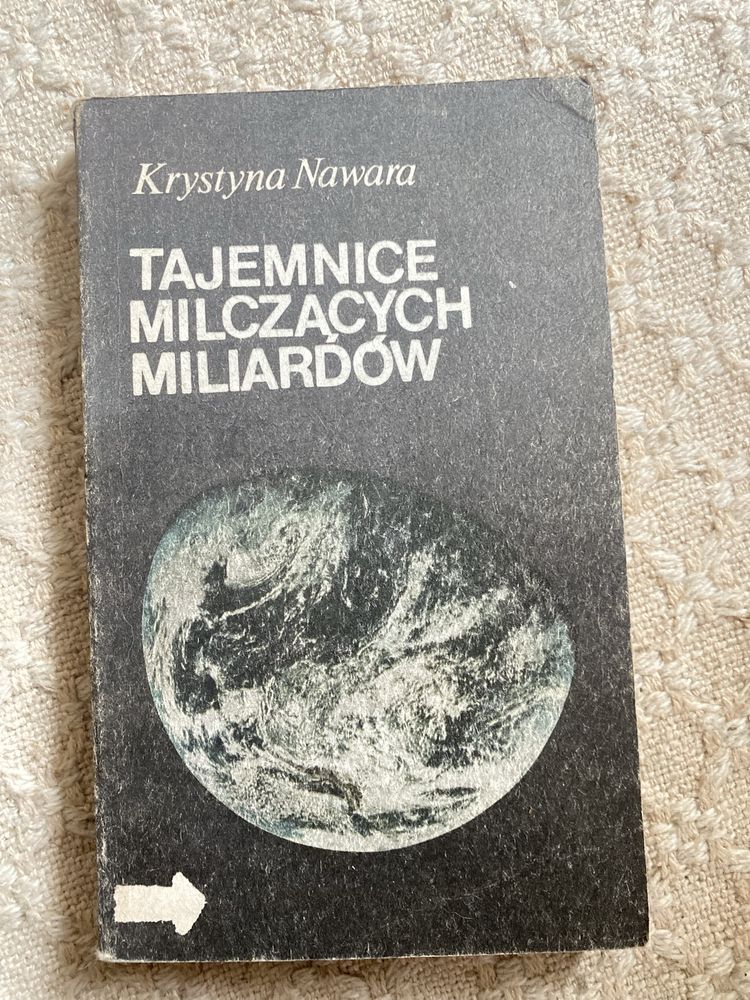 Krystyna Nawara
TAJEMNICE
MILCZĄCYCH
MILIARDÓW